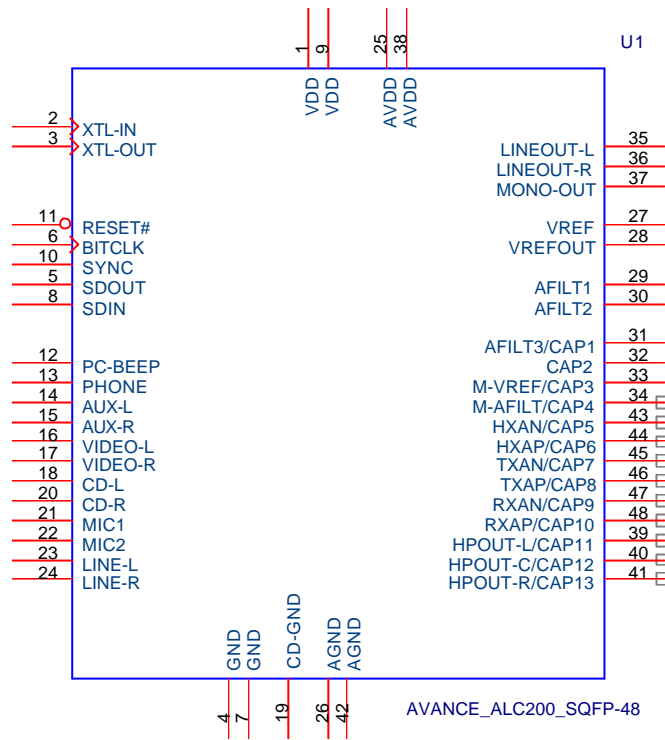 U1
1 9 25 38
VDD VDD AVDD AVDD
2 XTL-IN
3 XTL-OUT
11 RESET#
6 BITCLK
10 SYNC
5 SDOUT
8 SDIN
12 PC-BEEP
13 PHONE
14 AUX-L
15 AUX-R
16 VIDEO-L
17 VIDEO-R
18 CD-L
20 CD-R
21 MIC1
22 MIC2
23 LINE-L
24 LINE-R
LINEOUT-L 35
LINEOUT-R 36
MONO-OUT 37
VREF 27
VREFOUT 28
AFILT1 29
AFILT2 30
AFILT3/CAP1 31
CAP2 32
M-VREF/CAP3 33
M-AFILT/CAP4 34
HXAN/CAP5 43
HXAP/CAP6 44
TXAN/CAP7 45
TXAP/CAP8 46
RXAN/CAP9 47
RXAP/CAP10 48
HPOUT-L/CAP11 39
HPOUT-C/CAP12 40
HPOUT-R/CAP13 41
GND GND CD-GND AGND AGND
4 7 19 26 42
AVANCE_ALC200_SQFP-48